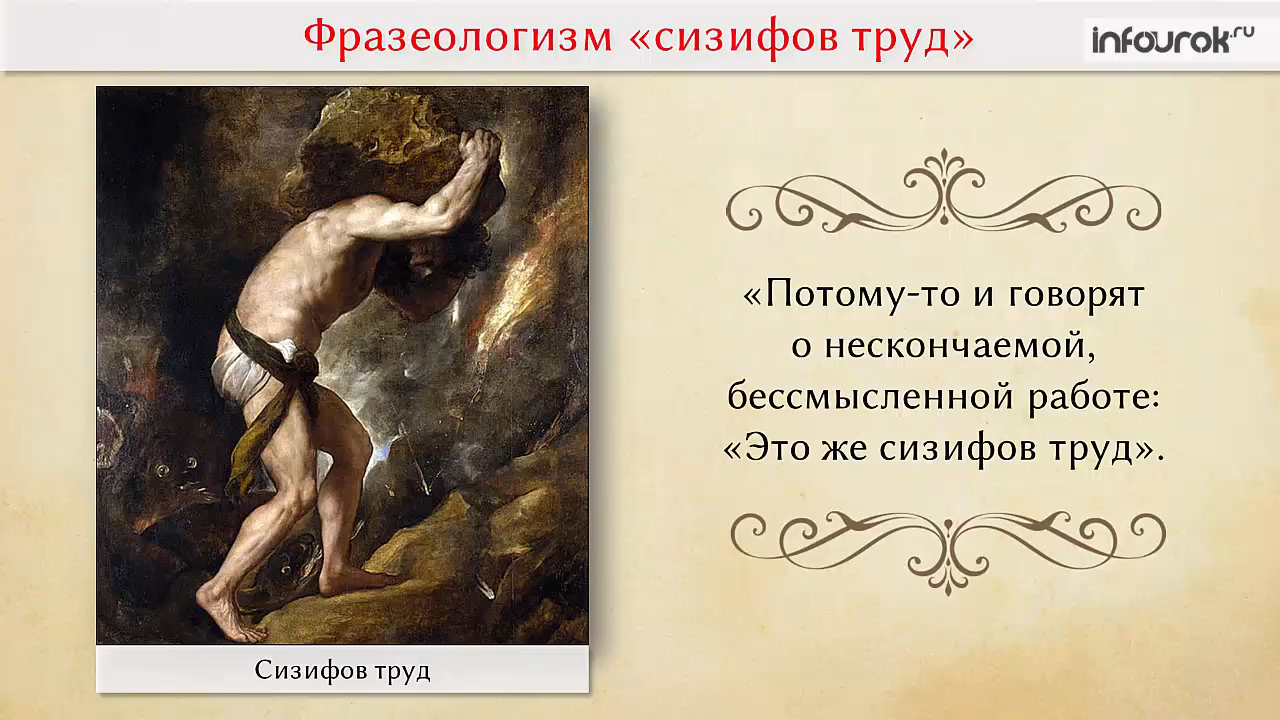 Фразеологизм «сизифов труд»
infourok.ru
«Потому-то и говорят
о нескончаемой,
бессмысленной работе:
«Это же сизифов труд».
Сизифов труд